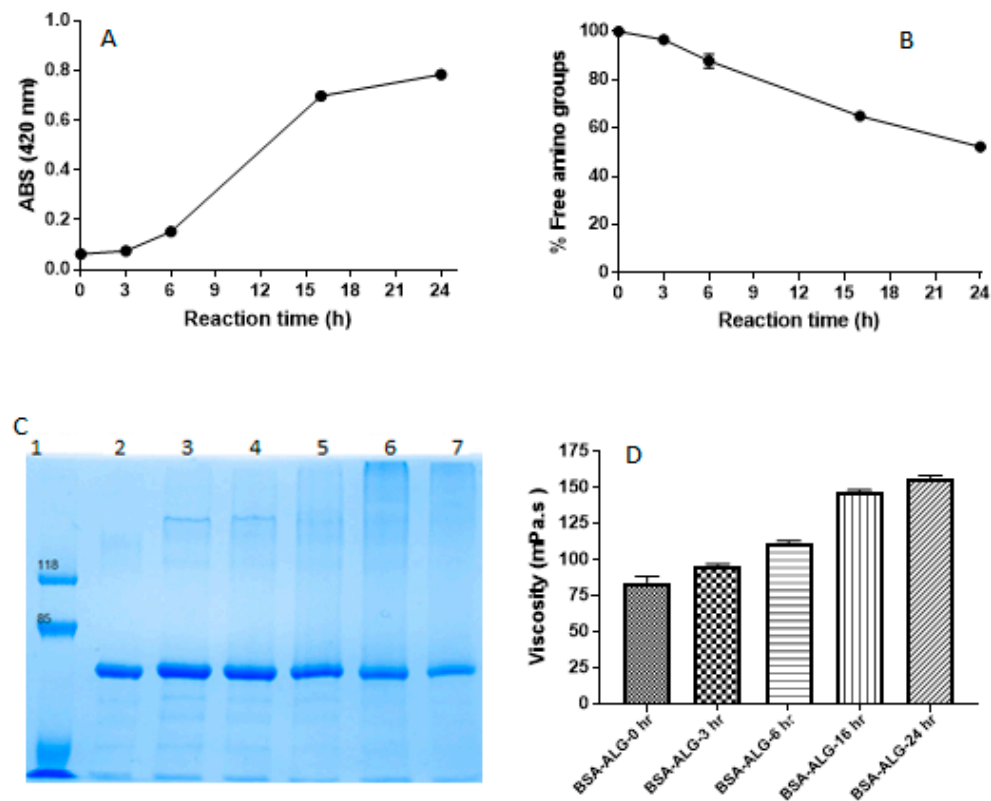 A
ABS (420 nm)
1.0
0.8
0.6
0.4
0.2
0.0
0 3 6 9 12 15 18 21 24
Reaction time (h)
B
% Free amino groups
100
80
60
40
20
0
0 3 6 9 12 15 18 21 24
Reaction time (h)
C
1 2 3 4 5 6 7
118
85
D
Viscosity (mPa.s )
175
150
125
100
75
50
25
0
BSA-ALG-0 hr
BSA-ALG-3 hr
BSA-ALG-6 hr
BSA-ALG-16 hr
BSA-ALG-24 hr